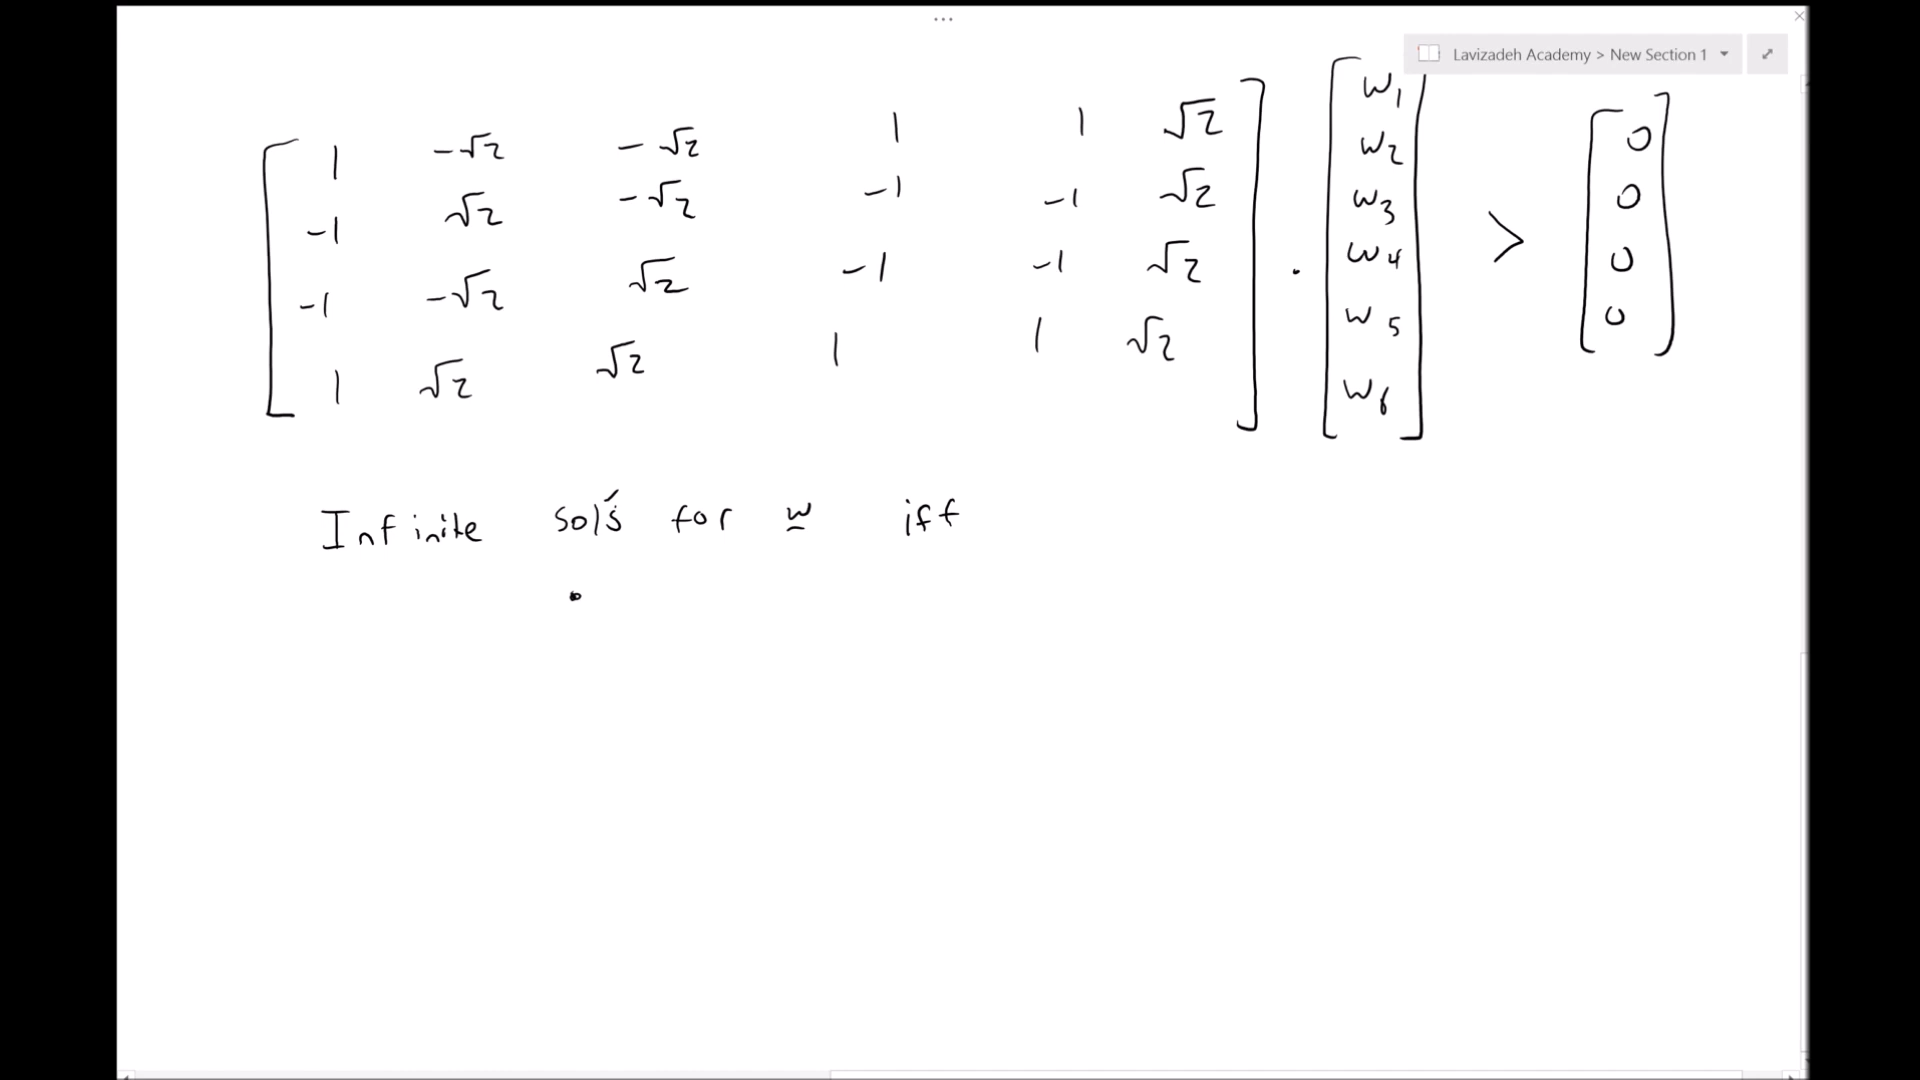 ...
Lavizadeh Academy > New Section 1
1 -√2 -√2 1 1 √2 w1 0
-1 √2 -√2 -1 -1 √2 w2 0
-1 -√2 √2 -1 -1 √2 · w3 > 0
1 √2 √2 1 1 √2 w4 0
w5
w6
Infinite sol's for w iff